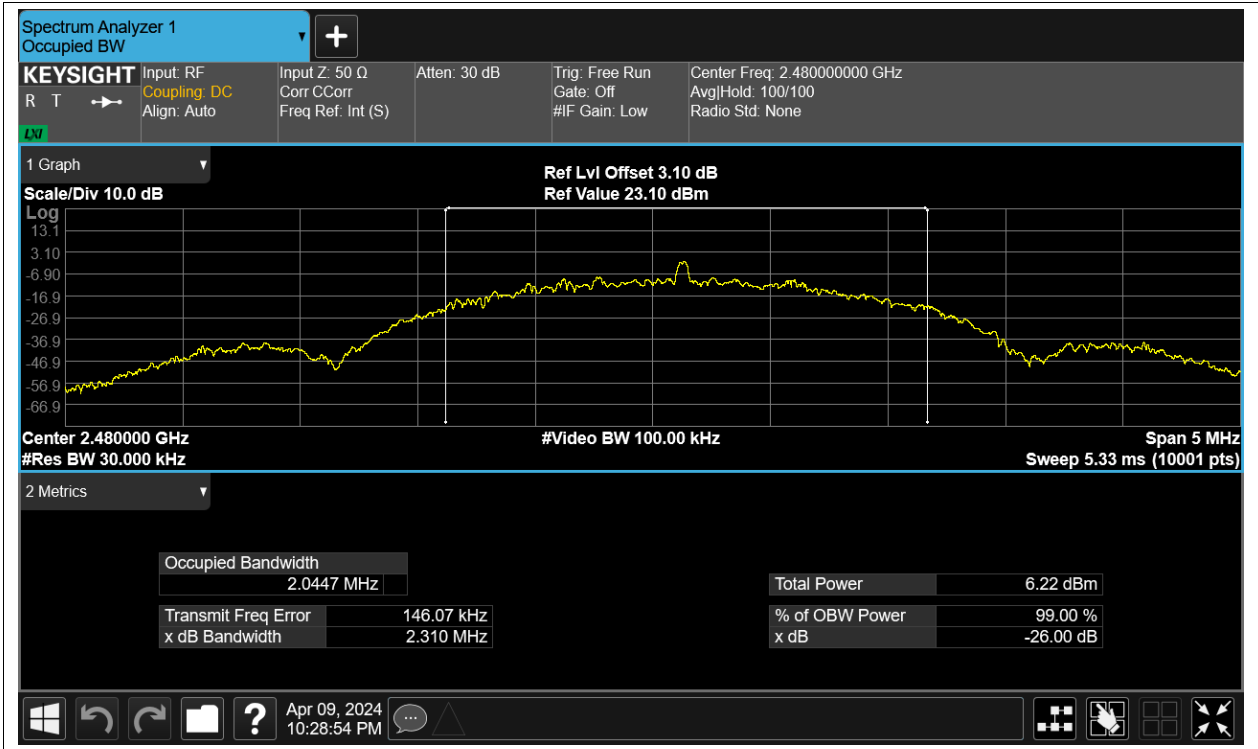 Spectrum Analyzer 1
Occupied BW
KEYSIGHT
R T
LXI
Input: RF
Coupling: DC
Align: Auto
Input Z: 50 Ω
Corr CCorr
Freq Ref: Int (S)
Atten: 30 dB
Trig: Free Run
Gate: Off
#IF Gain: Low
Center Freq: 2.480000000 GHz
Avg|Hold: 100/100
Radio Std: None
1 Graph
Scale/Div 10.0 dB
Ref Lvl Offset 3.10 dB
Ref Value 23.10 dBm
Log
13.1
3.10
-6.90
-16.9
-26.9
-36.9
-46.9
-56.9
-66.9
Center 2.480000 GHz
#Res BW 30.000 kHz
#Video BW 100.00 kHz
Span 5 MHz
Sweep 5.33 ms (10001 pts)
2 Metrics
Occupied Bandwidth
2.0447 MHz
Transmit Freq Error 146.07 kHz
x dB Bandwidth 2.310 MHz
Total Power 6.22 dBm
% of OBW Power 99.00 %
x dB -26.00 dB
Apr 09, 2024
10:28:54 PM